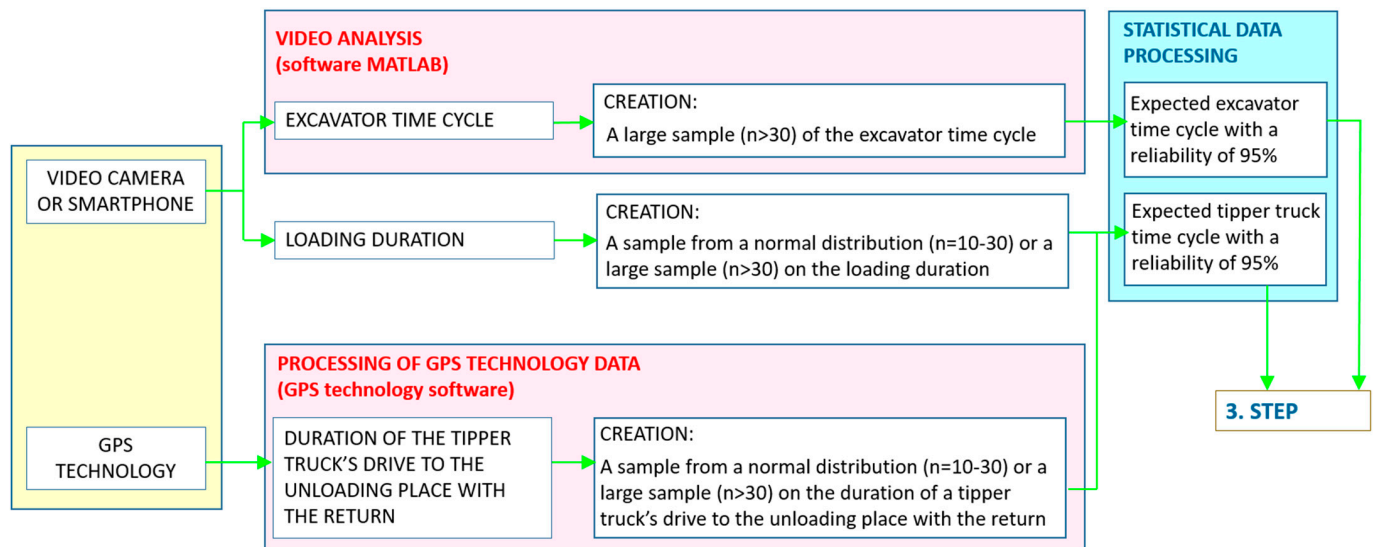 VIDEO ANALYSIS
(software MATLAB)
STATISTICAL DATA
PROCESSING
EXCAVATOR TIME CYCLE
CREATION:
A large sample (n>30) of the excavator time cycle
Expected excavator
time cycle with a
reliability of 95%
VIDEO CAMERA
OR SMARTPHONE
LOADING DURATION
CREATION:
A sample from a normal distribution (n=10-30) or a
large sample (n>30) on the loading duration
Expected tipper truck
time cycle with a
reliability of 95%
PROCESSING OF GPS TECHNOLOGY DATA
(GPS technology software)
3. STEP
GPS
TECHNOLOGY
DURATION OF THE TIPPER
TRUCK’S DRIVE TO THE
UNLOADING PLACE WITH
THE RETURN
CREATION:
A sample from a normal distribution (n=10-30) or a
large sample (n>30) on the duration of a tipper
truck’s drive to the unloading place with the return